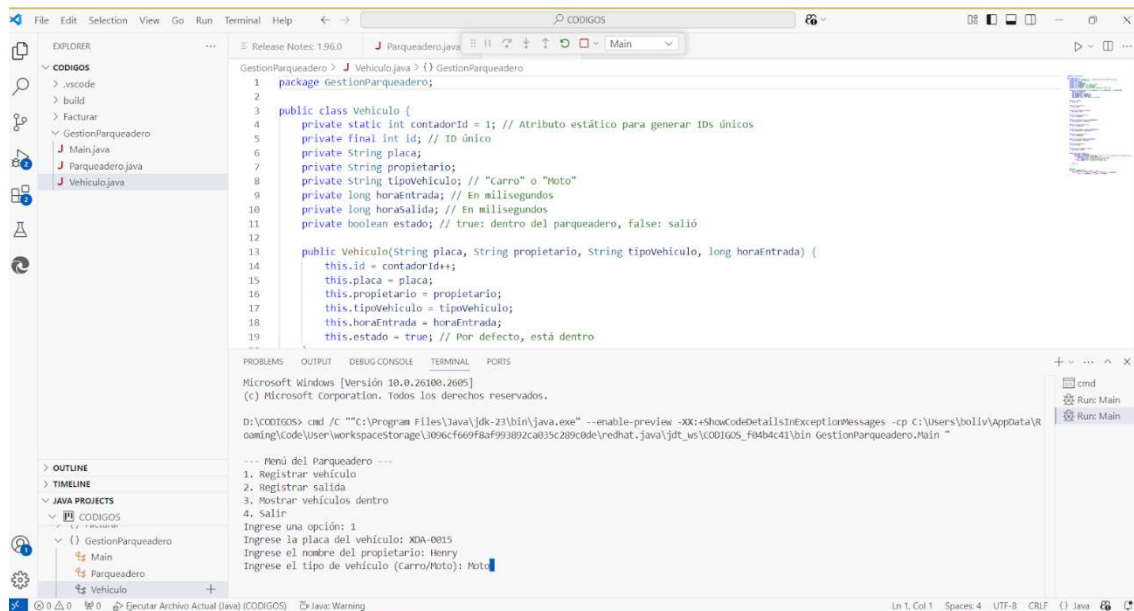 File Edit Selection View Go Run Terminal Help
CODIGOS
EXPLORER
CODIGOS
.vscode
build
Facturar
GestionParqueadero
Main.java
Parqueadero.java
Vehiculo.java
Release Notes: 1.96.0
Parqueadero.java
Main
GestionParqueadero > Vehiculo.java > {} GestionParqueadero
1 package GestionParqueadero;
2
3 public class Vehiculo {
4 private static int contadorId = 1; // Atributo estático para generar IDs únicos
5 private final int id; // ID único
6 private String placa;
7 private String propietario;
8 private String tipoVehiculo; // "Carro" o "Moto"
9 private long horaEntrada; // En milisegundos
10 private long horaSalida; // En milisegundos
11 private boolean estado; // true: dentro del parqueadero, false: salió
12
13 public Vehiculo(String placa, String propietario, String tipoVehiculo, long horaEntrada) {
14 this.id = contadorId++;
15 this.placa = placa;
16 this.propietario = propietario;
17 this.tipoVehiculo = tipoVehiculo;
18 this.horaEntrada = horaEntrada;
19 this.estado = true; // Por defecto, está dentro
PROBLEMS OUTPUT DEBUG CONSOLE TERMINAL PORTS
Microsoft Windows [Versión 10.0.26100.2605]
(c) Microsoft Corporation. Todos los derechos reservados.
D:\CODIGOS> cmd /C ""C:\Program Files\Java\jdk-23\bin\java.exe" --enable-preview -XX:+ShowCodeDetailsInExceptionMessages -cp C:\Users\boliv\AppData\R
oaming\Code\User\workspaceStorage\3096cf669f8af993892ca035c289c0de\redhat.java\jdt_ws\CODIGOS_f04b4c41\bin GestionParqueadero.Main "
--- Menú del Parqueadero ---
1. Registrar vehículo
2. Registrar salida
3. Mostrar vehículos dentro
4. Salir
Ingrese una opción: 1
Ingrese la placa del vehículo: XDA-0015
Ingrese el nombre del propietario: Henry
Ingrese el tipo de vehículo (Carro/Moto): Moto
cmd
Run: Main
Run: Main
OUTLINE
TIMELINE
JAVA PROJECTS
CODIGOS
{} GestionParqueadero
Main
Parqueadero
Vehiculo
0 0 0 Ejecutar Archivo Actual (Java) (CODIGOS) Java: Warning
Ln 1, Col 1 Spaces: 4 UTF-8 CRLF {} Java